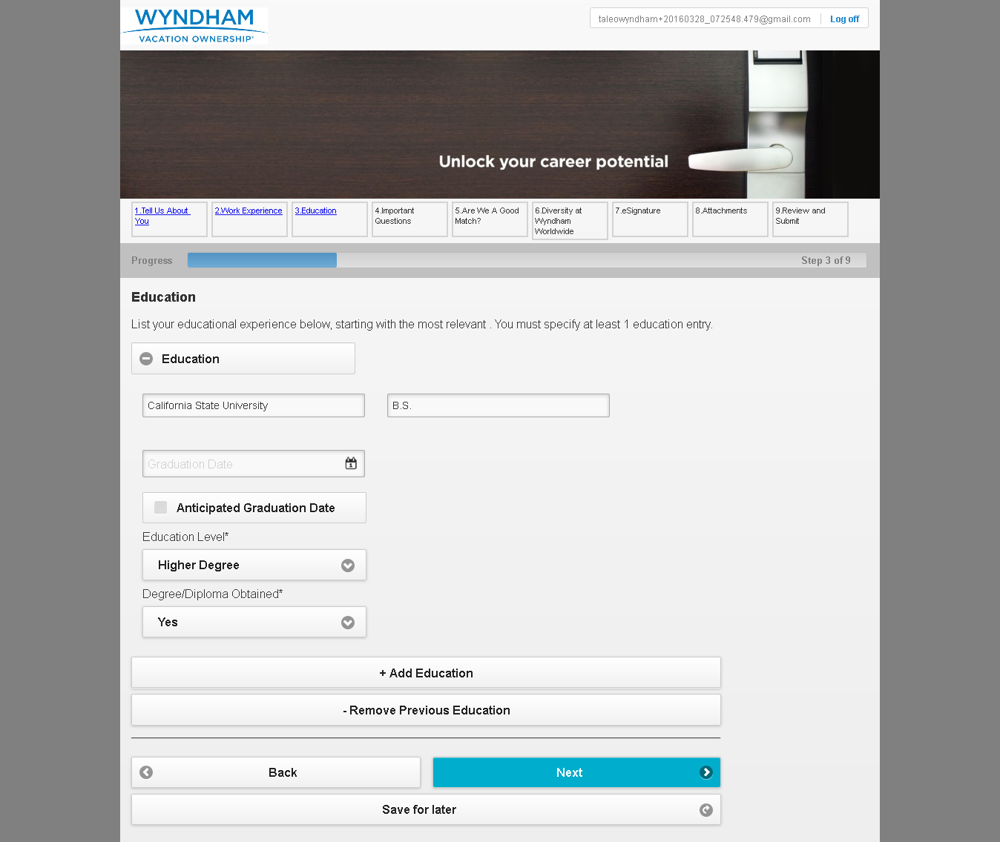 WYNDHAM
VACATION OWNERSHIP®
taleowyndham+20160328_072548.479@gmail.com
Log off
Unlock your career potential
1.Tell Us About
You
2.Work Experience
3.Education
4.Important
Questions
5.Are We A Good
Match?
6.Diversity at
Wyndham
Worldwide
7.eSignature
8.Attachments
9.Review and
Submit
Progress
Step 3 of 9
Education
List your educational experience below, starting with the most relevant . You must specify at least 1 education entry.
Education
California State University
B.S.
Graduation Date
1
Anticipated Graduation Date
Education Level*
Higher Degree
Degree/Diploma Obtained*
Yes
+ Add Education
- Remove Previous Education
Back
Next
Save for later